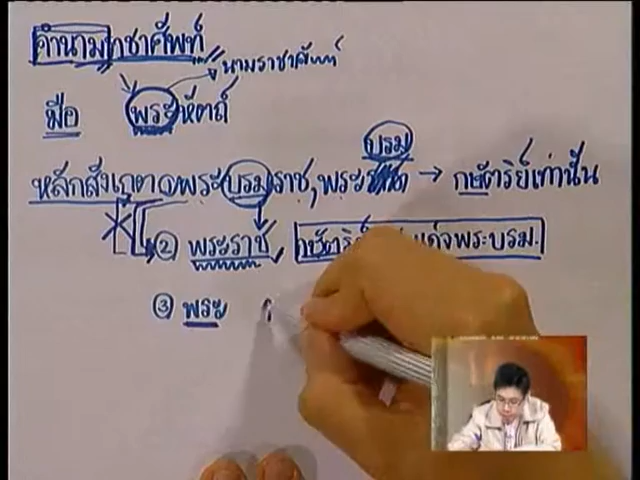 คำนามราชาศัพท์
นามราชาศัพท์
มือ พระหัตถ์
บรม
หลักสังเกต ① พระบรมราช, พระ → กษัตริย์เท่านั้น
② พระราช กษัตริย์ พระบรม.
③ พระ